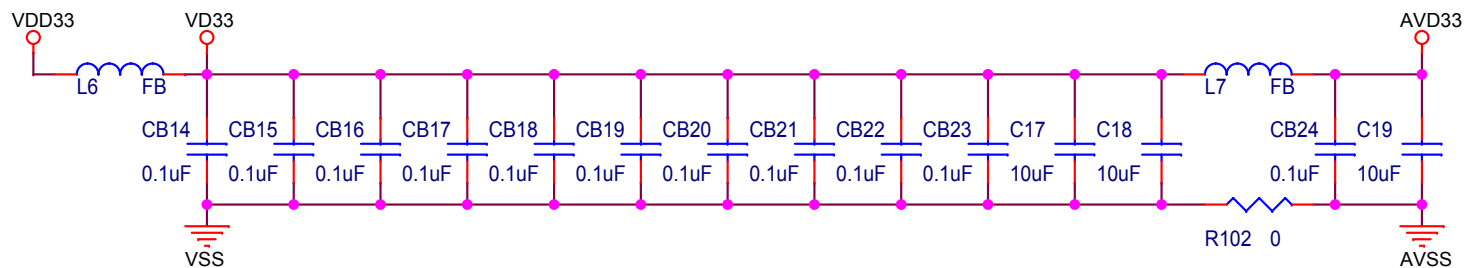 VDD33 VD33 AVD33
L6 FB L7 FB
CB14 CB15 CB16 CB17 CB18 CB19 CB20 CB21 CB22 CB23 C17 C18 CB24 C19
0.1uF 0.1uF 0.1uF 0.1uF 0.1uF 0.1uF 0.1uF 0.1uF 0.1uF 0.1uF 10uF 10uF 0.1uF 10uF
R102 0
VSS AVSS